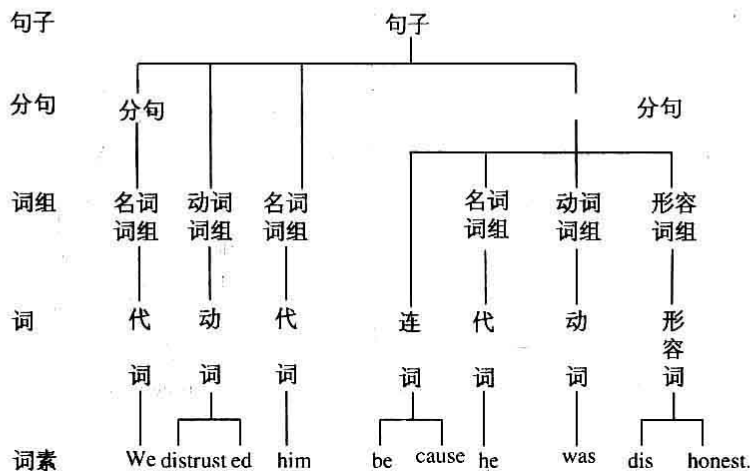 句子 句子
分句 分句 分句
词组 名词 动词 名词 名词 动词 形容
词组 词组 词组 词组 词组 词组
词 代 动 代 连 代 动 形
容
词 词 词 词 词 词 词
词素 We distrust ed him be cause he was dis honest.